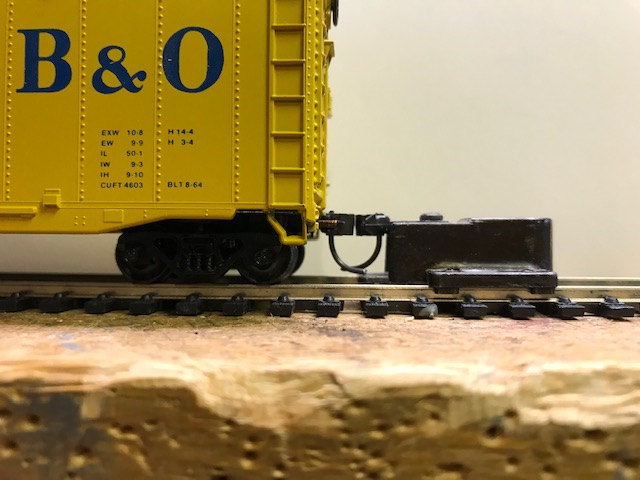 B & O
EXW 10-8 H 14-4
EW 9-9 H 3-4
IL 50-1
IW 9-3
IH 9-10
CUFT-4603 BLT 8-64